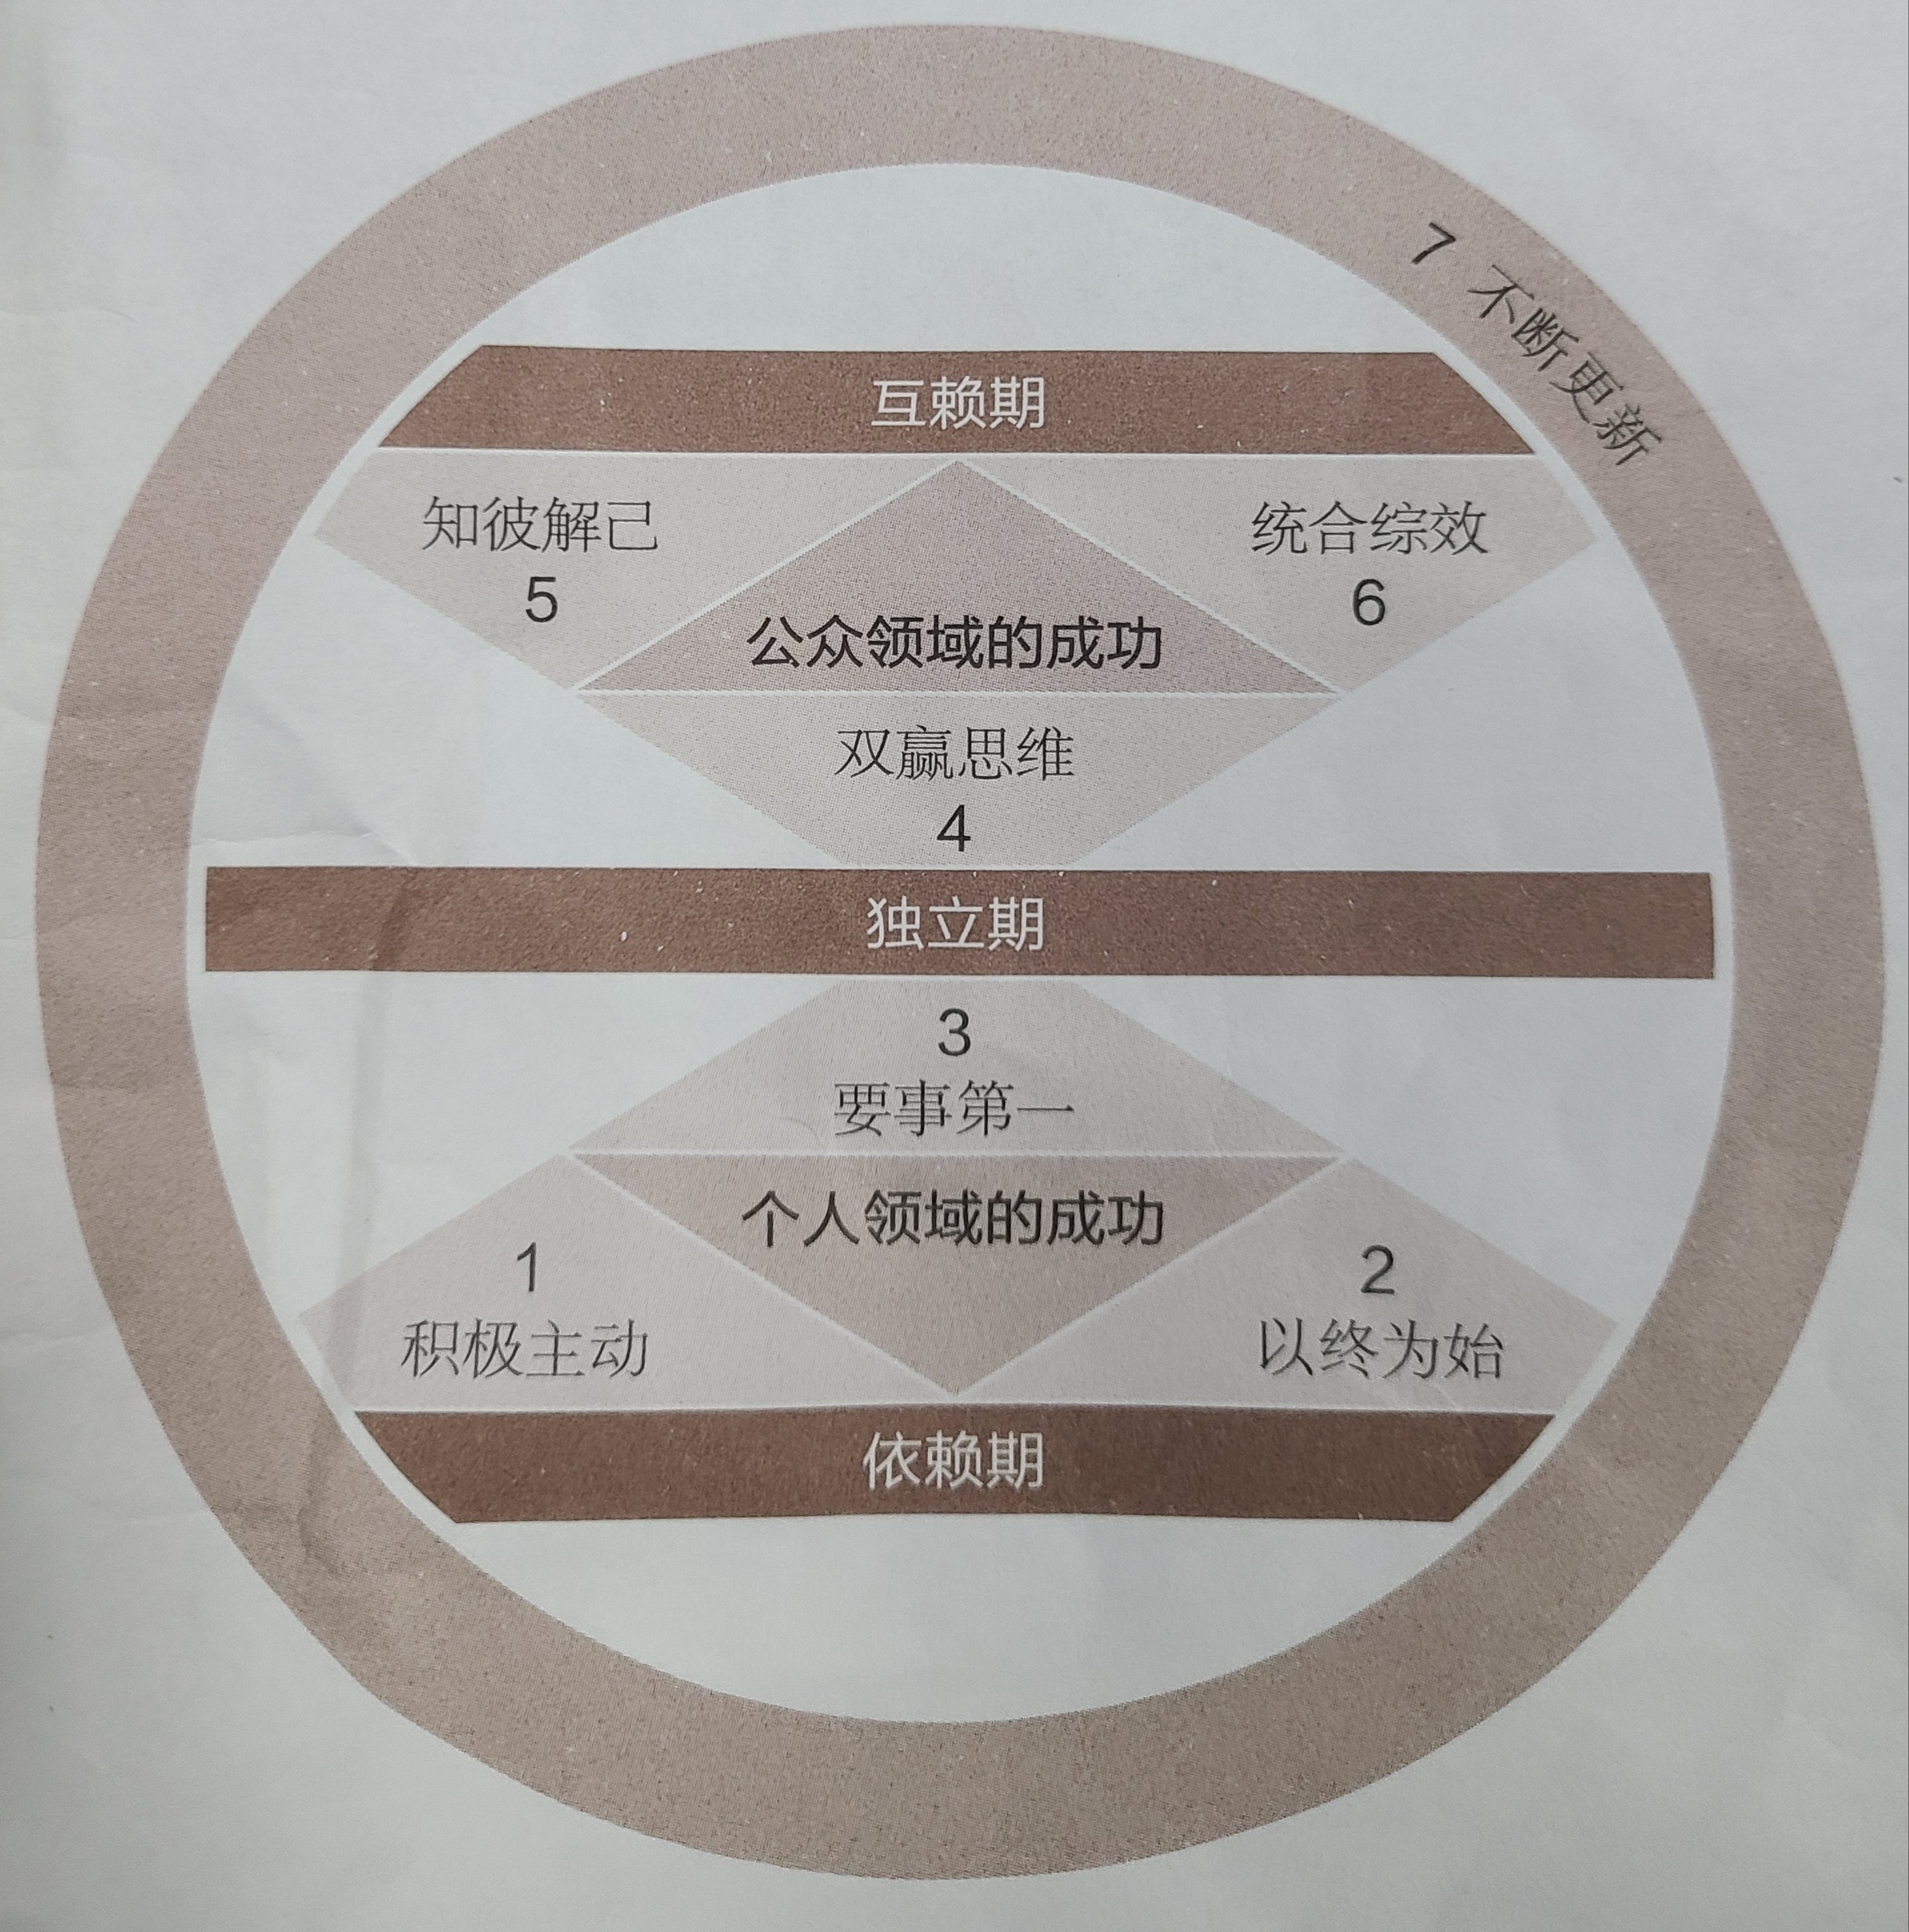 7 不断更新
互赖期
知彼解己
5
统合综效
6
公众领域的成功
双赢思维
4
独立期
3
要事第一
个人领域的成功
1
积极主动
2
以终为始
依赖期